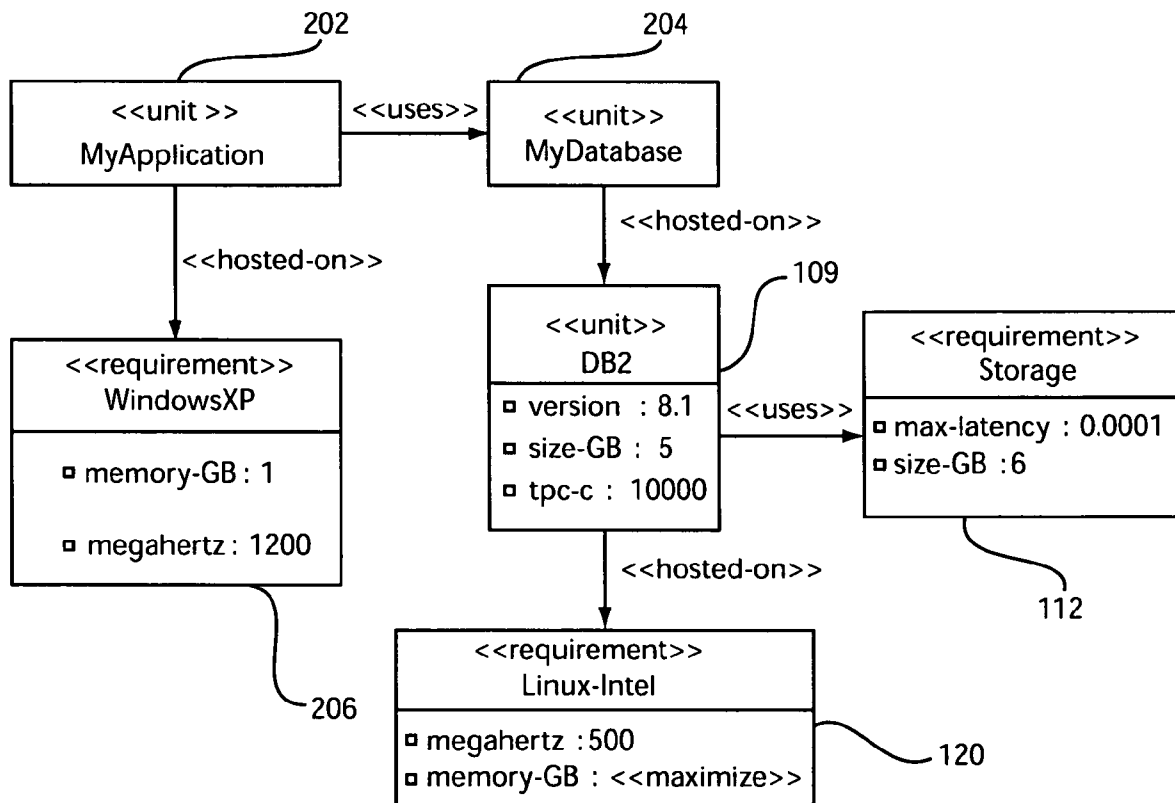 202
204
<<unit >>
MyApplication
<<uses>>
<<unit>>
MyDatabase
<<hosted-on>>
<<hosted-on>>
109
<<requirement>>
WindowsXP
memory-GB : 1
megahertz : 1200
206
<<unit>>
DB2
version : 8.1
size-GB : 5
tpc-c : 10000
<<uses>>
<<requirement>>
Storage
max-latency : 0.0001
size-GB :6
112
<<hosted-on>>
<<requirement>>
Linux-Intel
megahertz :500
memory-GB : <<maximize>>
120